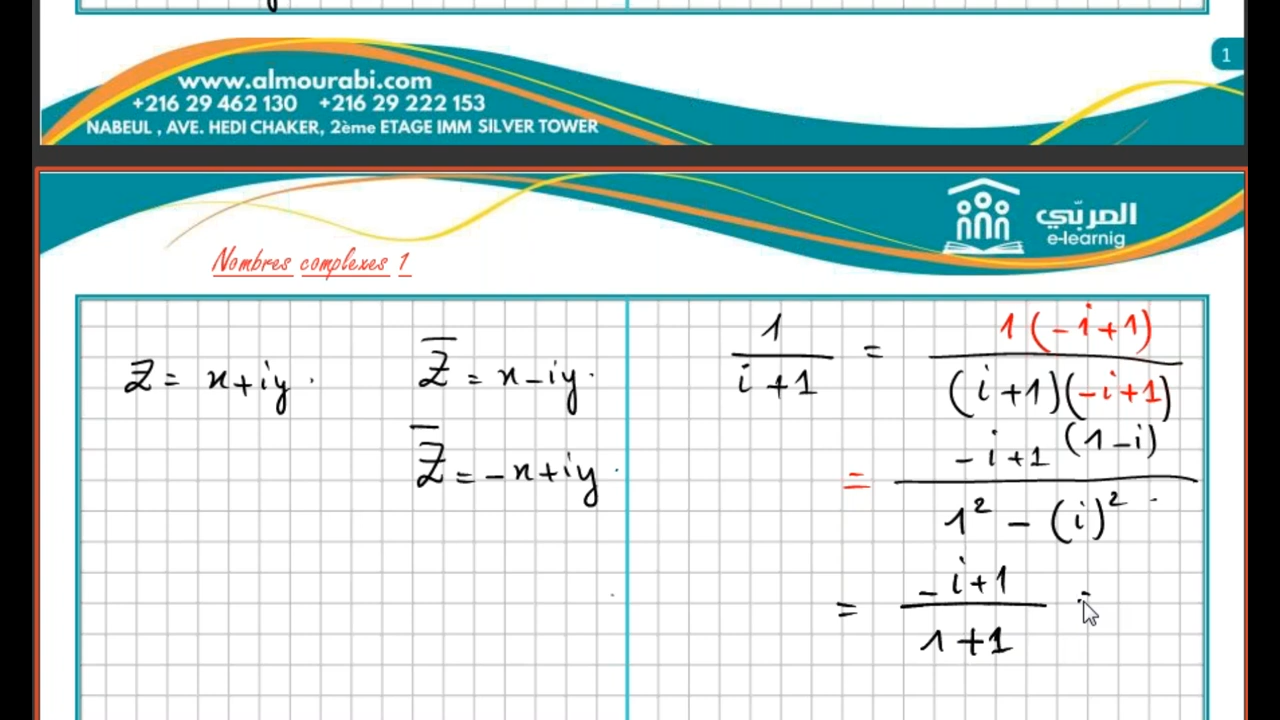 www.almourabi.com
+216 29 462 130 +216 29 222 153
NABEUL , AVE. HEDI CHAKER, 2ème ETAGE IMM SILVER TOWER
1
المربّي
e-learnig
Nombres complexes 1
Z = x+iy .
Z̅ = x-iy .
Z̅ = -x+iy .
1/(i+1) = 1(-i+1)/((i+1)(-i+1))
= -i+1 (1-i)/(1² - (i)²)
= (-i+1)/(1+1) =